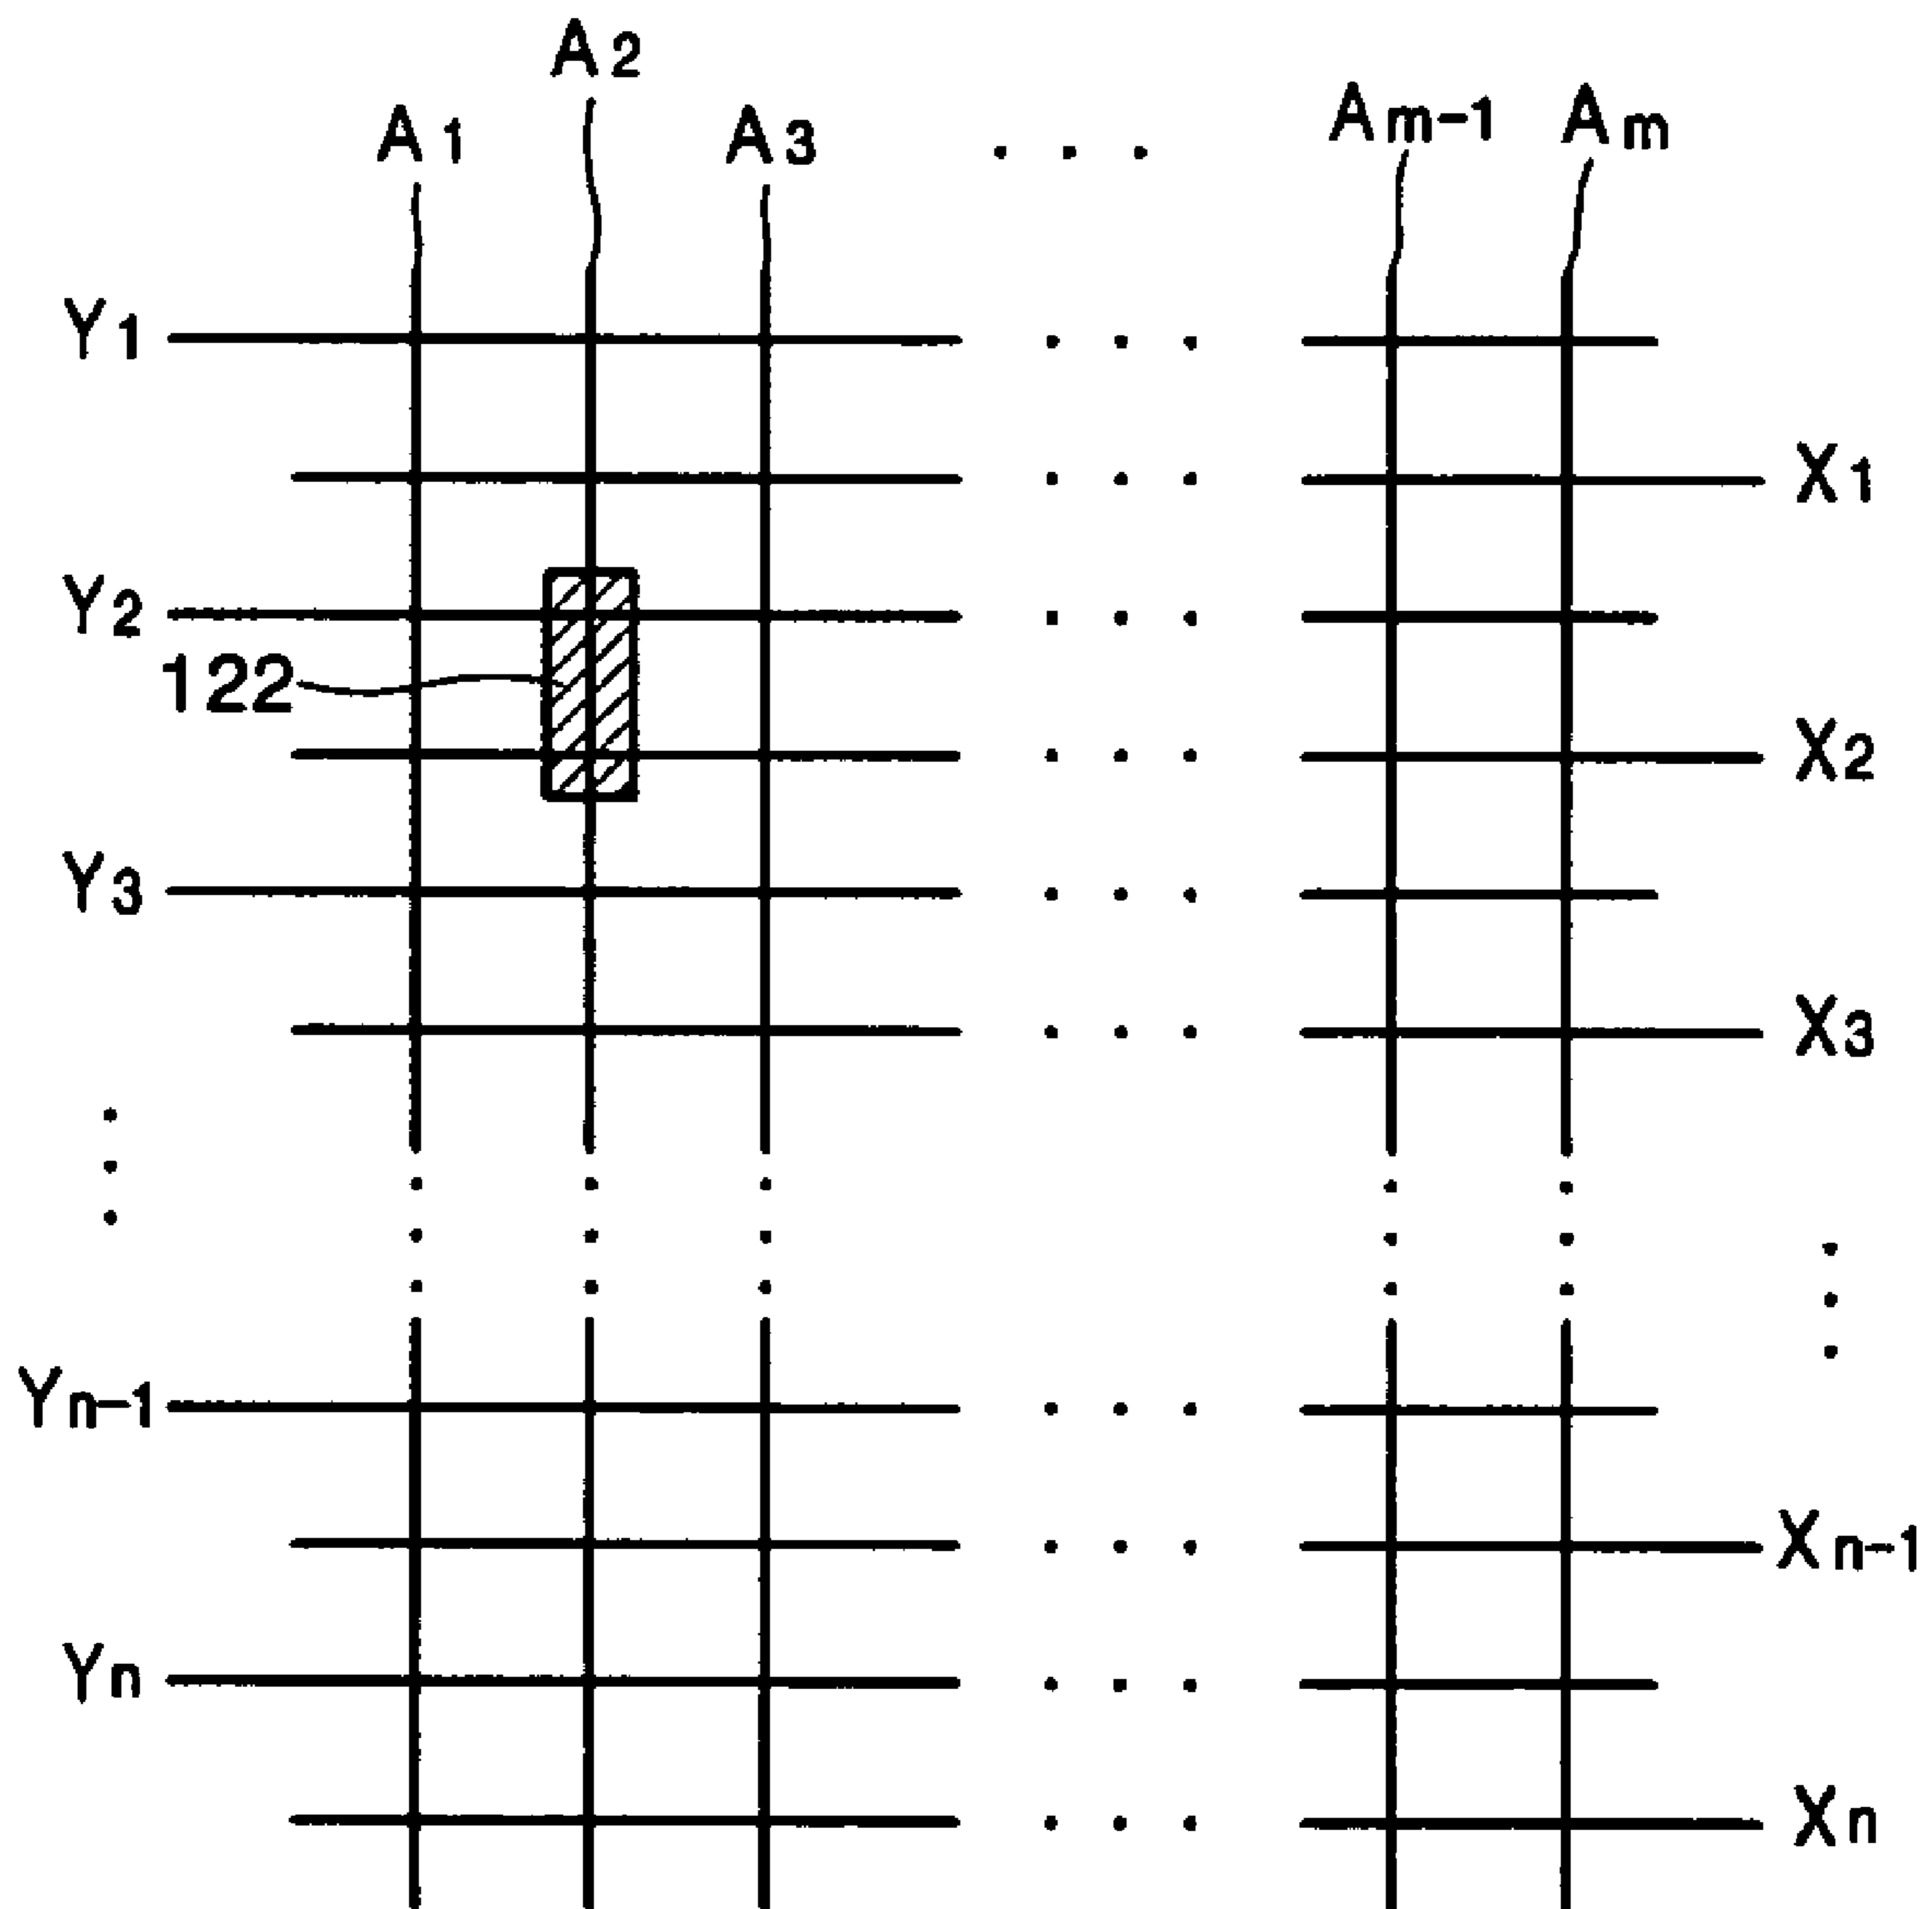 A2
A1 A3 . . . Am-1 Am
Y1
X1
Y2
122
X2
Y3
X3
Yn-1
Xn-1
Yn
Xn